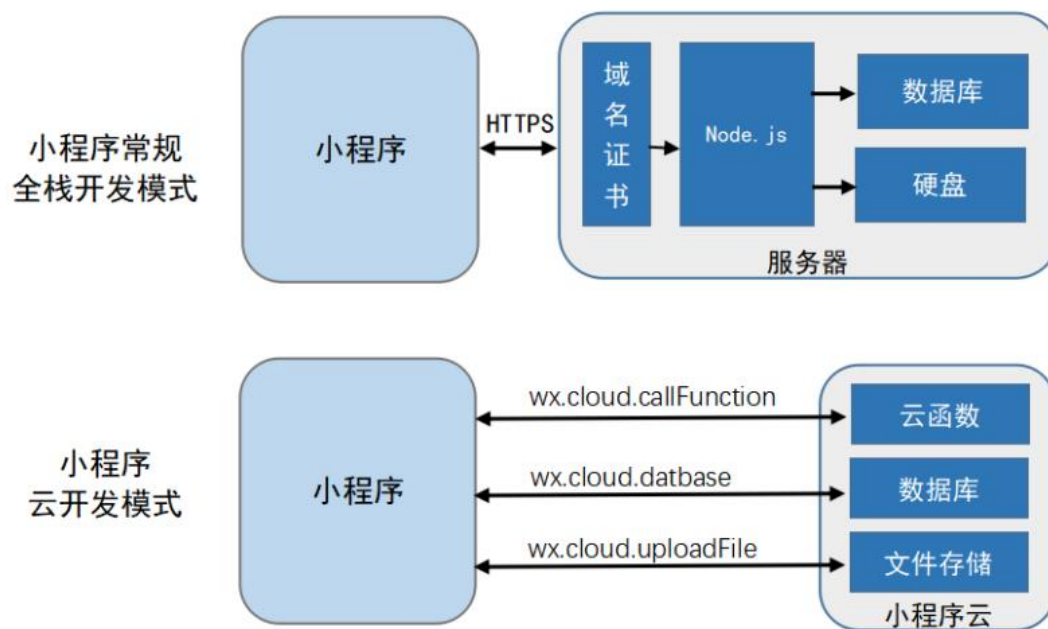 小程序常规
全栈开发模式
小程序
HTTPS
域名证书
Node.js
数据库
硬盘
服务器
小程序
云开发模式
小程序
wx.cloud.callFunction
wx.cloud.datbase
wx.cloud.uploadFile
云函数
数据库
文件存储
小程序云